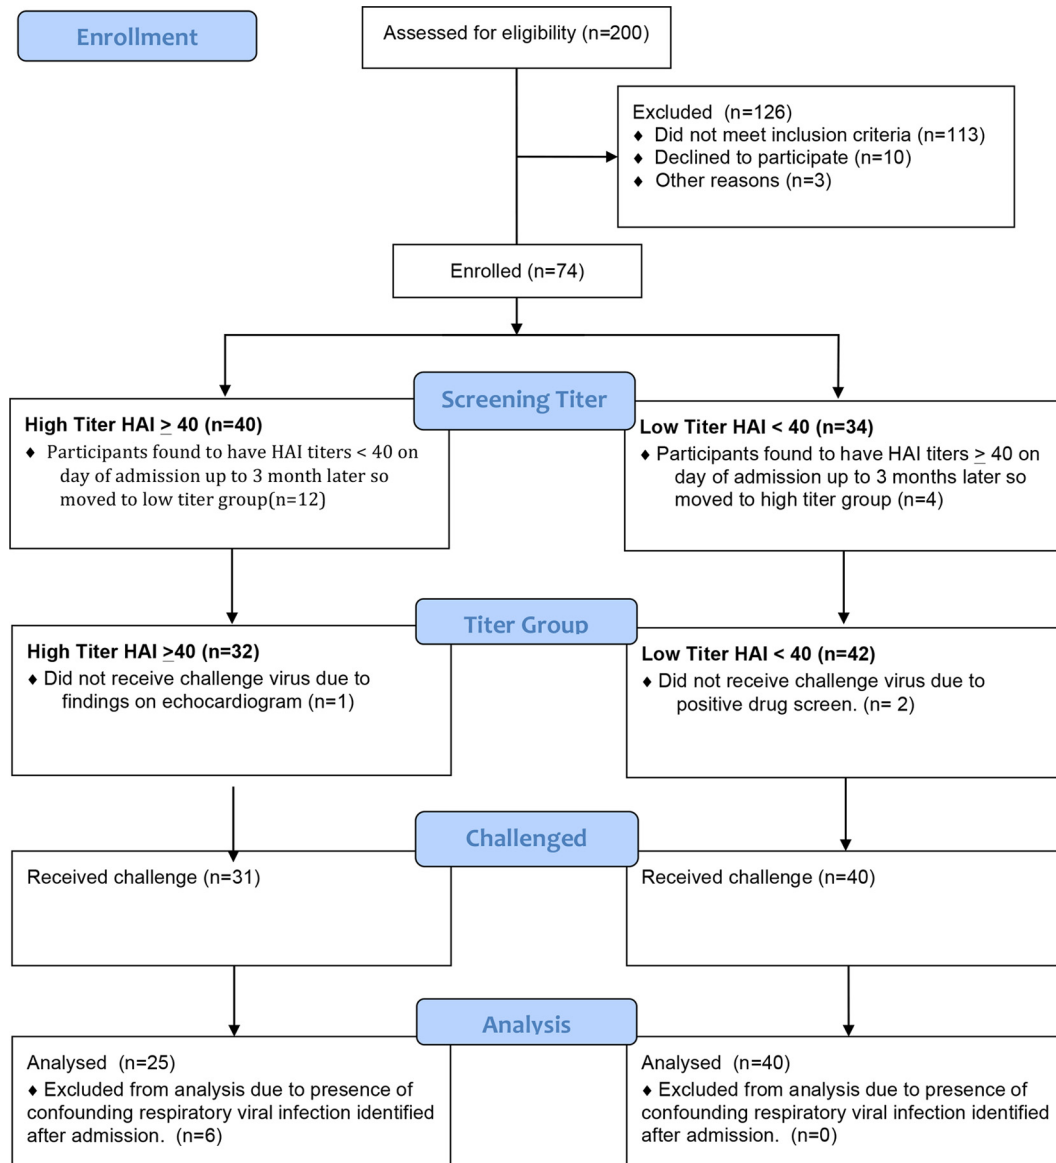 Enrollment
Assessed for eligibility (n=200)
Excluded (n=126)
♦ Did not meet inclusion criteria (n=113)
♦ Declined to participate (n=10)
♦ Other reasons (n=3)
Enrolled (n=74)
Screening Titer
High Titer HAI ≥ 40 (n=40)
♦ Participants found to have HAI titers < 40 on
day of admission up to 3 month later so
moved to low titer group(n=12)
Low Titer HAI < 40 (n=34)
♦ Participants found to have HAI titers ≥ 40 on
day of admission up to 3 months later so
moved to high titer group (n=4)
Titer Group
High Titer HAI ≥40 (n=32)
♦ Did not receive challenge virus due to
findings on echocardiogram (n=1)
Low Titer HAI < 40 (n=42)
♦ Did not receive challenge virus due to
positive drug screen. (n= 2)
Challenged
Received challenge (n=31)
Received challenge (n=40)
Analysis
Analysed (n=25)
♦ Excluded from analysis due to presence of
confounding respiratory viral infection identified
after admission. (n=6)
Analysed (n=40)
♦ Excluded from analysis due to presence of
confounding respiratory viral infection identified
after admission. (n=0)